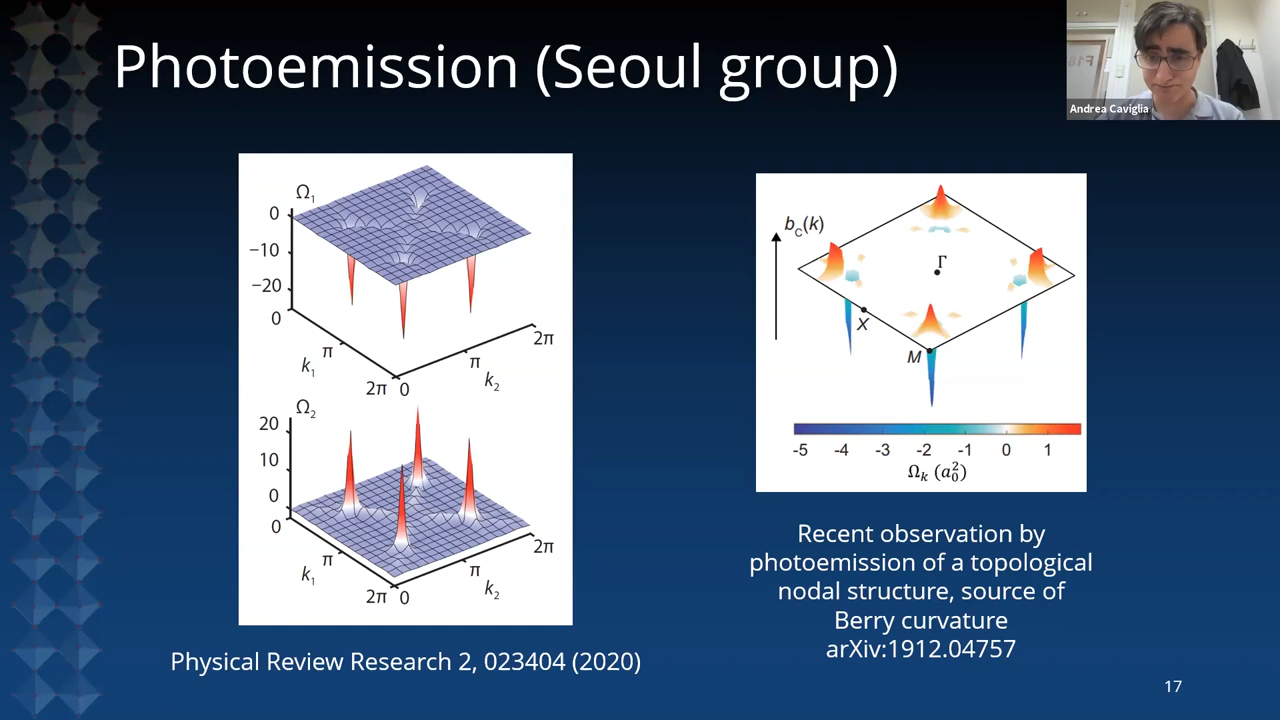 Photoemission (Seoul group)
Andrea Caviglia
Ω1
0
−10
−20
0
π
k1
2π
0
π
k2
2π
Ω2
20
10
0
0
π
k1
2π
0
π
k2
2π
Physical Review Research 2, 023404 (2020)
bC(k)
Γ
X
M
-5 -4 -3 -2 -1 0 1
Ωk (a0²)
Recent observation by
photoemission of a topological
nodal structure, source of
Berry curvature
arXiv:1912.04757
17